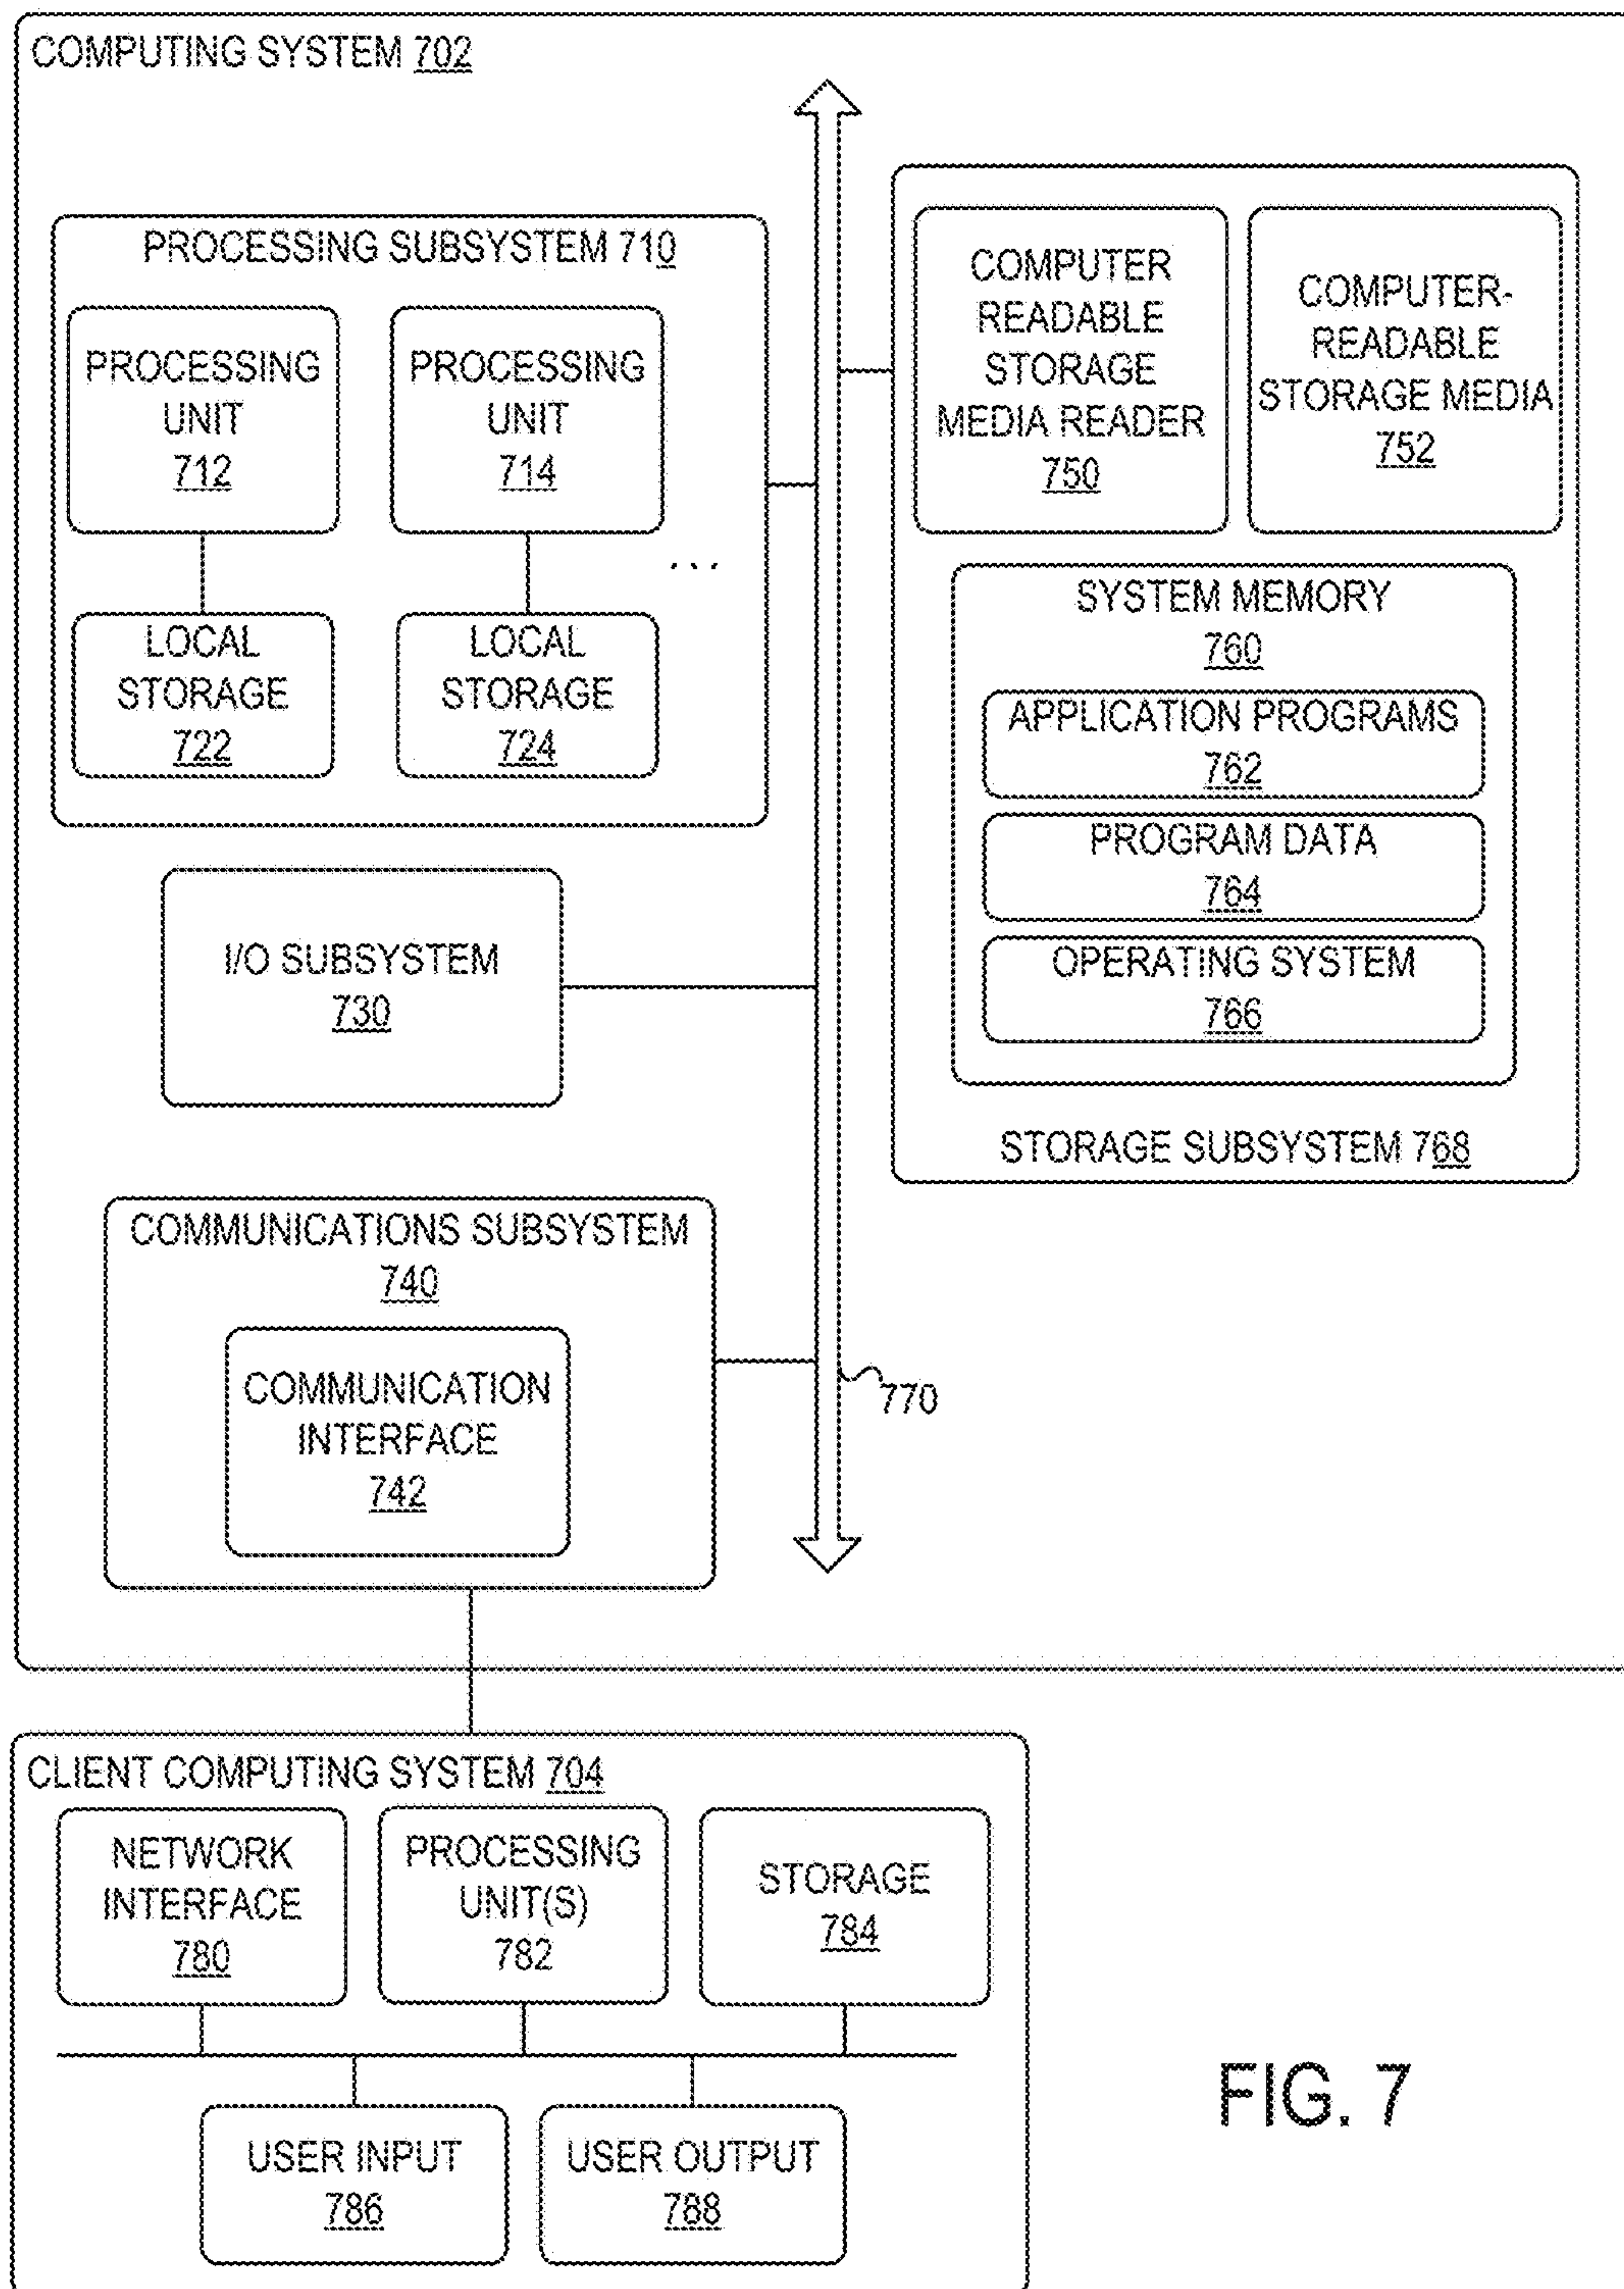 COMPUTING SYSTEM 702
PROCESSING SUBSYSTEM 710
PROCESSING
UNIT
712
PROCESSING
UNIT
714
...
LOCAL
STORAGE
722
LOCAL
STORAGE
724
I/O SUBSYSTEM
730
COMMUNICATIONS SUBSYSTEM
740
COMMUNICATION
INTERFACE
742
770
COMPUTER
READABLE
STORAGE
MEDIA READER
750
COMPUTER-
READABLE
STORAGE MEDIA
752
SYSTEM MEMORY
760
APPLICATION PROGRAMS
762
PROGRAM DATA
764
OPERATING SYSTEM
766
STORAGE SUBSYSTEM 768
CLIENT COMPUTING SYSTEM 704
NETWORK
INTERFACE
780
PROCESSING
UNIT(S)
782
STORAGE
784
USER INPUT
786
USER OUTPUT
788
FIG. 7